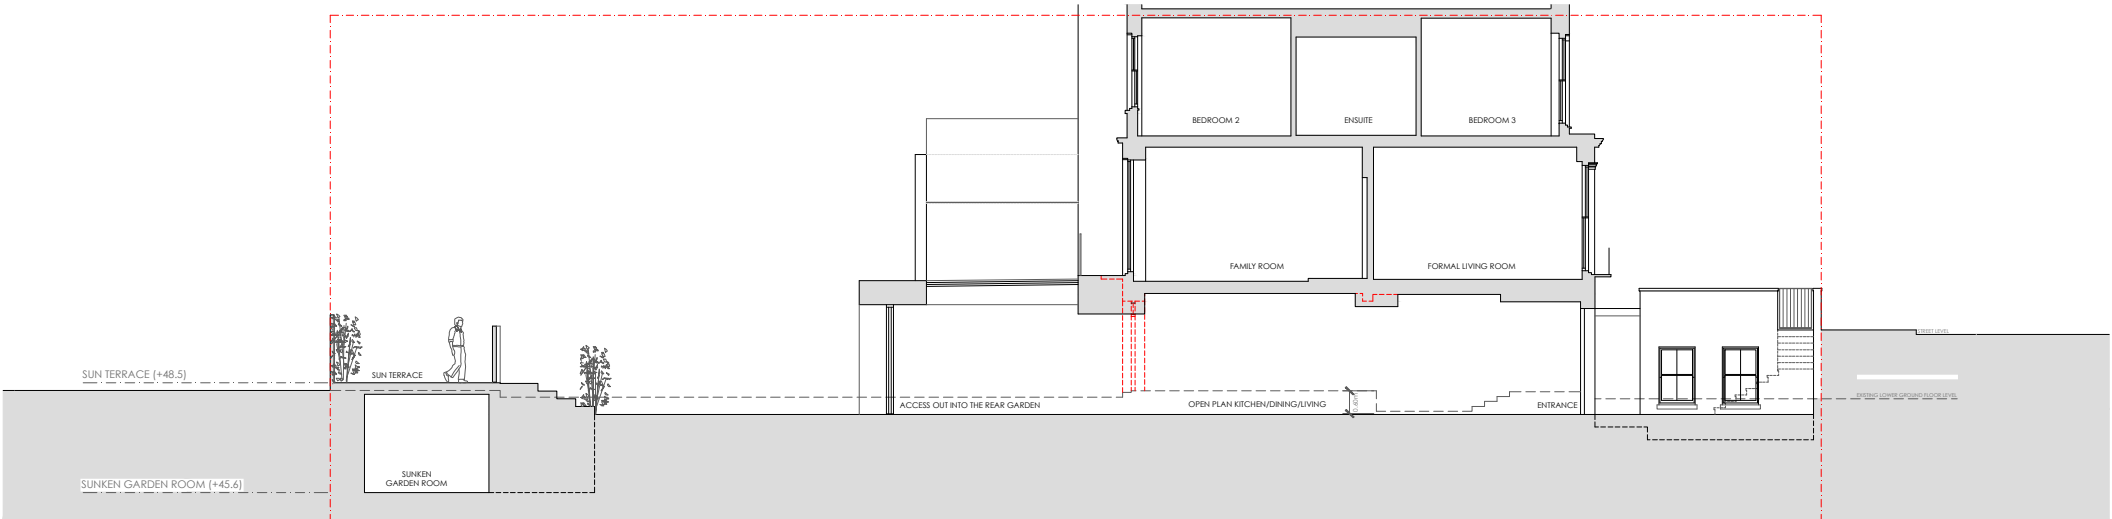 BEDROOM 2
ENSUITE
BEDROOM 3
FAMILY ROOM
FORMAL LIVING ROOM
STREET LEVEL
SUN TERRACE (+48.5)
SUN TERRACE
EXISTING LOWER GROUND FLOOR LEVEL
ACCESS OUT INTO THE REAR GARDEN
OPEN PLAN KITCHEN/DINING/LIVING
ENTRANCE
SUNKEN
GARDEN ROOM
SUNKEN GARDEN ROOM (+45.6)